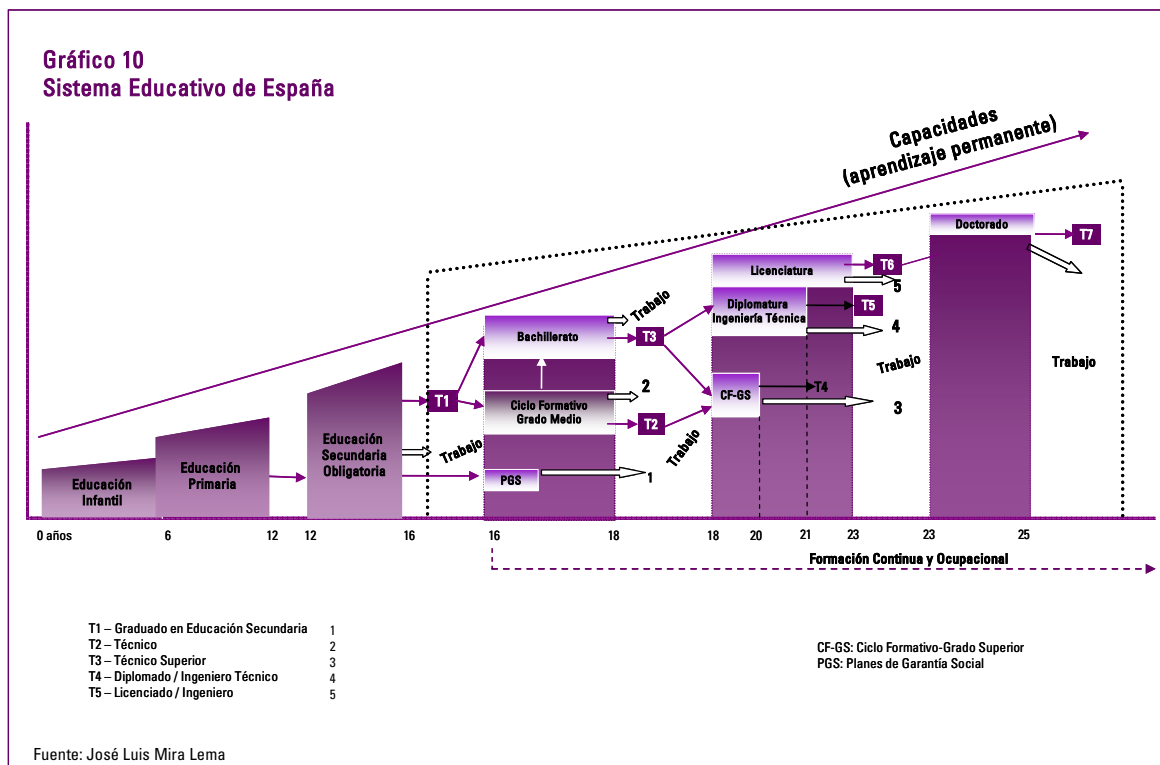 Gráfico 10
Sistema Educativo de España
Capacidades
(aprendizaje permanente)
Doctorado
T7
Licenciatura
T6
5
Diplomatura
Ingeniería Técnica
T5
4
Trabajo
Bachillerato
T3
Trabajo
Trabajo
CF-GS
T4
3
2
T1
Ciclo Formativo
Grado Medio
T2
Trabajo
Trabajo
Educación
Secundaria
Obligatoria
Educación
Primaria
Educación
Infantil
PGS
1
0 años
6
12
12
16
16
18
18
20
21
23
23
25
Formación Continua y Ocupacional
T1 – Graduado en Educación Secundaria 1
T2 – Técnico 2
T3 – Técnico Superior 3
T4 – Diplomado / Ingeniero Técnico 4
T5 – Licenciado / Ingeniero 5
CF-GS: Ciclo Formativo-Grado Superior
PGS: Planes de Garantía Social
Fuente: José Luis Mira Lema